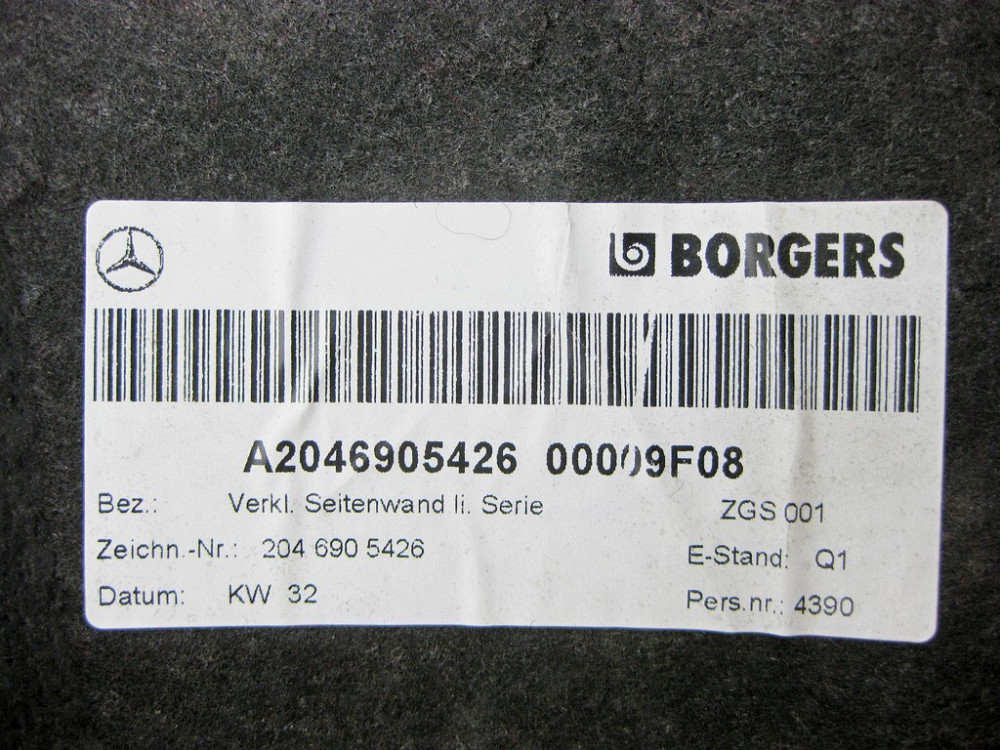 BORGERS
A2046905426 00009F08
Bez.: Verkl. Seitenwand li. Serie ZGS 001
Zeichn.-Nr.: 204 690 5426 E-Stand: Q1
Datum: KW 32 Pers.nr.: 4390